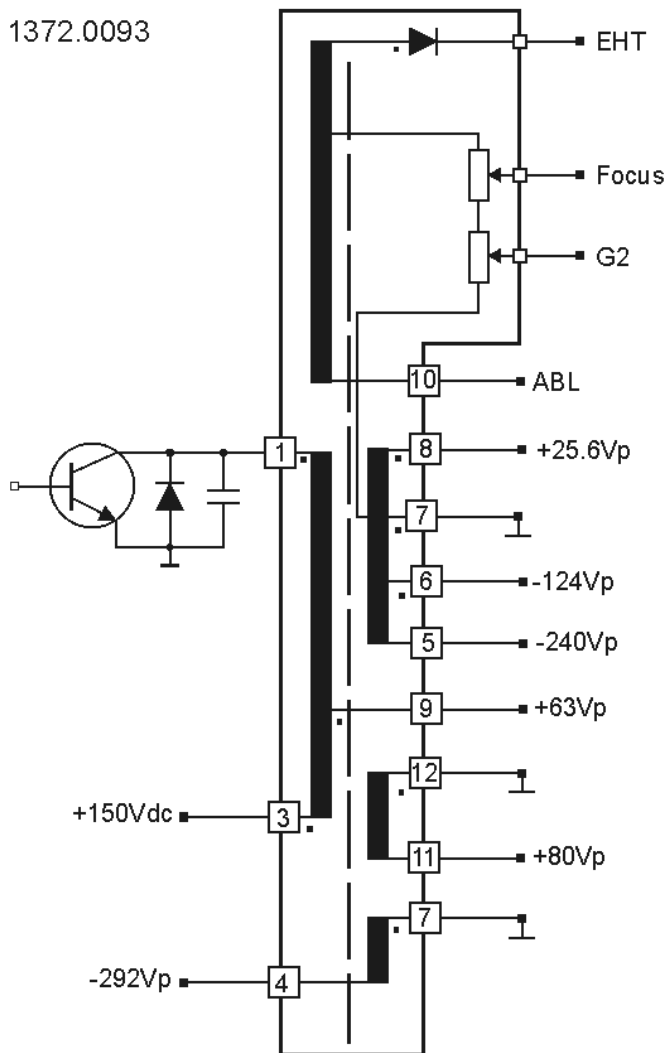 1372.0093
EHT
Focus
G2
10 ABL
1
8 +25.6Vp
7
6 -124Vp
5 -240Vp
9 +63Vp
12
+150Vdc 3
11 +80Vp
7
-292Vp 4